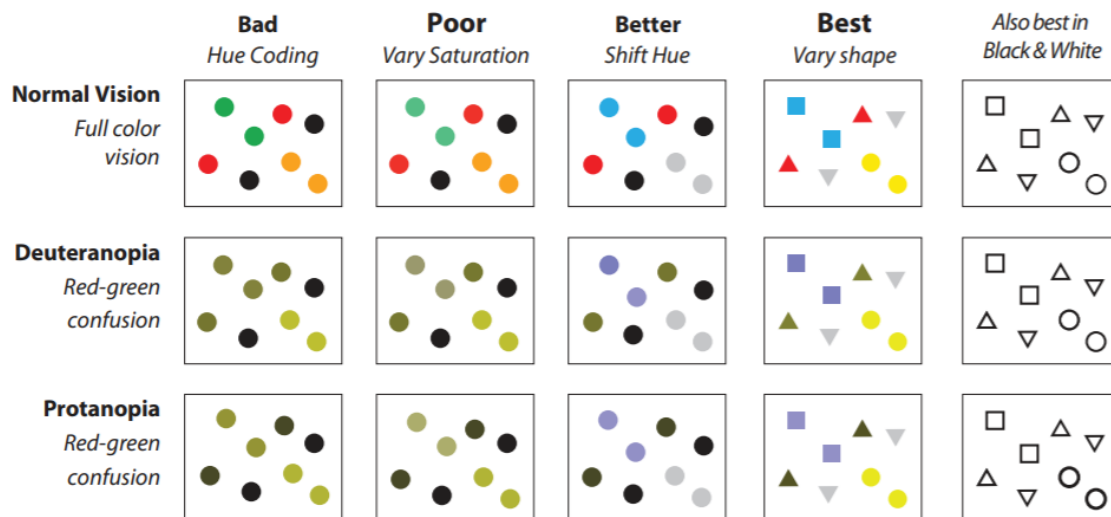 Bad
Hue Coding
Poor
Vary Saturation
Better
Shift Hue
Best
Vary shape
Also best in
Black & White
Normal Vision
Full color
vision
Deuteranopia
Red-green
confusion
Protanopia
Red-green
confusion